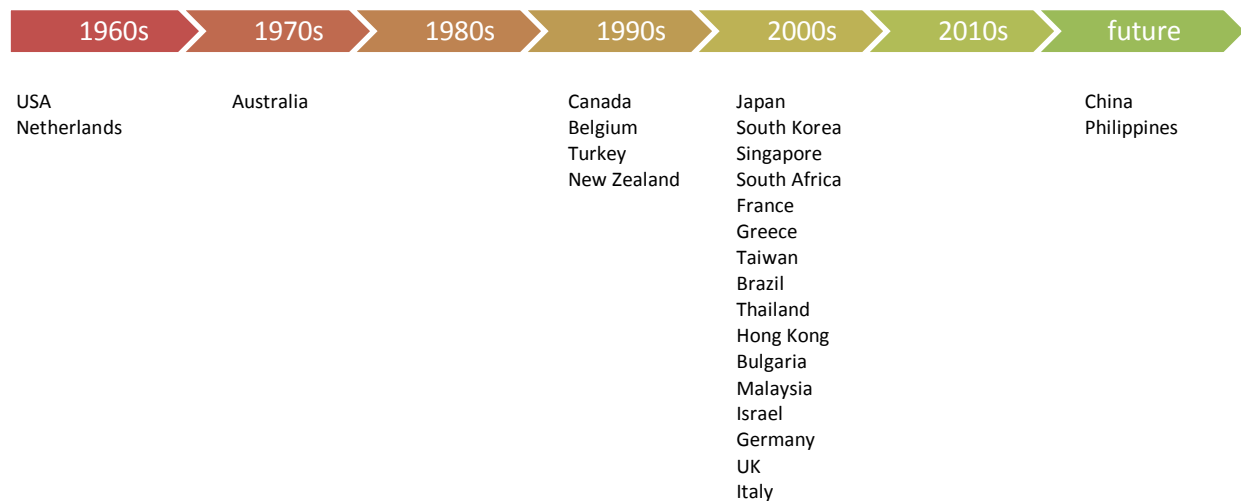 1960s 1970s 1980s 1990s 2000s 2010s future
USA Australia Canada Japan China
Netherlands Belgium South Korea Philippines
Turkey Singapore
New Zealand South Africa
France
Greece
Taiwan
Brazil
Thailand
Hong Kong
Bulgaria
Malaysia
Israel
Germany
UK
Italy